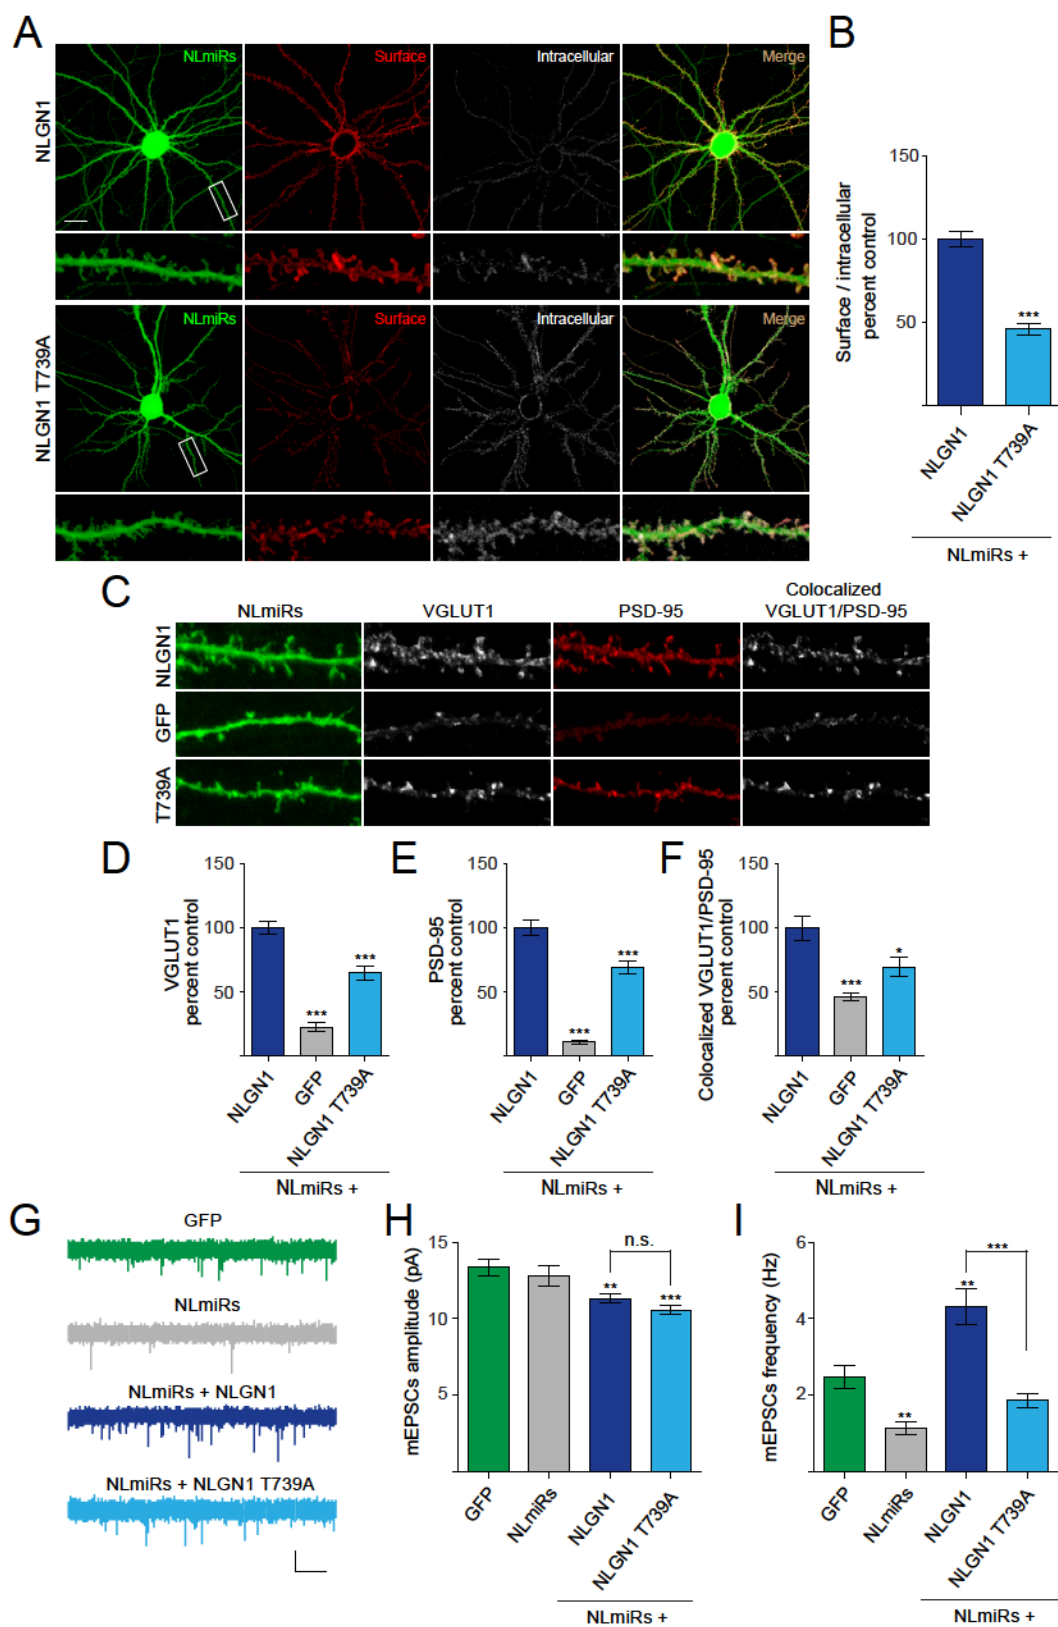 A
NLmiRs
Surface
Intracellular
Merge
NLGN1
NLmiRs
Surface
Intracellular
Merge
NLGN1 T739A
B
Surface / intracellular
percent control
150
100
50
***
NLGN1
NLGN1 T739A
NLmiRs +
C
NLmiRs
VGLUT1
PSD-95
Colocalized
VGLUT1/PSD-95
NLGN1
GFP
T739A
D
VGLUT1
percent control
150
100
50
***
***
NLGN1
GFP
NLGN1 T739A
NLmiRs +
E
PSD-95
percent control
150
100
50
***
***
NLGN1
GFP
NLGN1 T739A
NLmiRs +
F
Colocalized VGLUT1/PSD-95
percent control
150
100
50
***
*
NLGN1
GFP
NLGN1 T739A
NLmiRs +
G
GFP
NLmiRs
NLmiRs + NLGN1
NLmiRs + NLGN1 T739A
H
mEPSCs amplitude (pA)
15
10
5
n.s.
**
***
GFP
NLmiRs
NLGN1
NLGN1 T739A
NLmiRs +
I
mEPSCs frequency (Hz)
6
4
2
***
**
**
GFP
NLmiRs
NLGN1
NLGN1 T739A
NLmiRs +